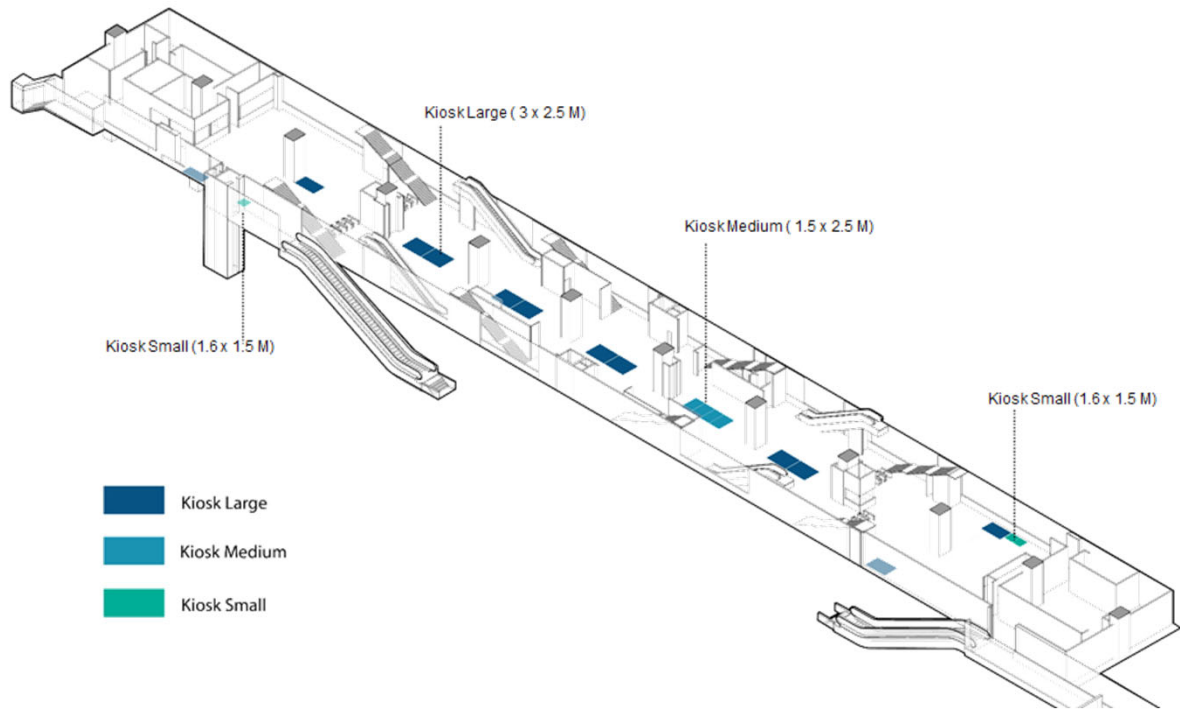 Kiosk Large ( 3 x 2.5 M)
Kiosk Medium ( 1.5 x 2.5 M)
Kiosk Small (1.6 x 1.5 M)
Kiosk Small (1.6 x 1.5 M)
Kiosk Large
Kiosk Medium
Kiosk Small